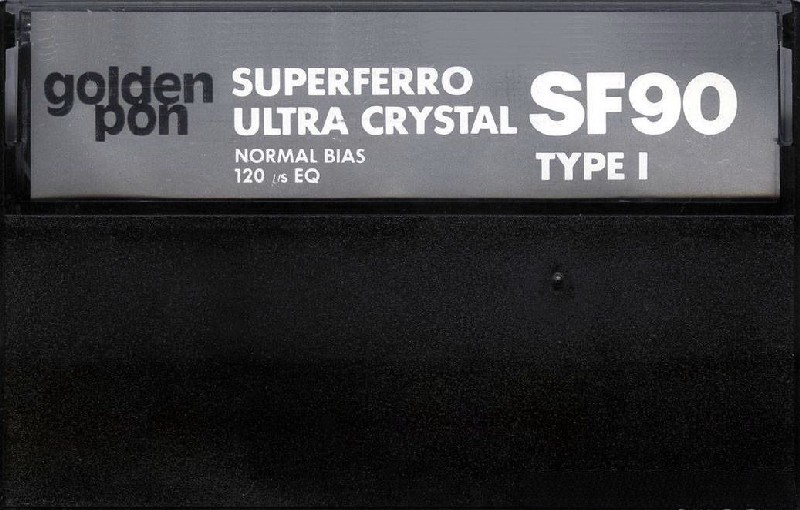 golden
pon
SUPERFERRO
ULTRA CRYSTAL
NORMAL BIAS
120 µs EQ
SF90
TYPE I